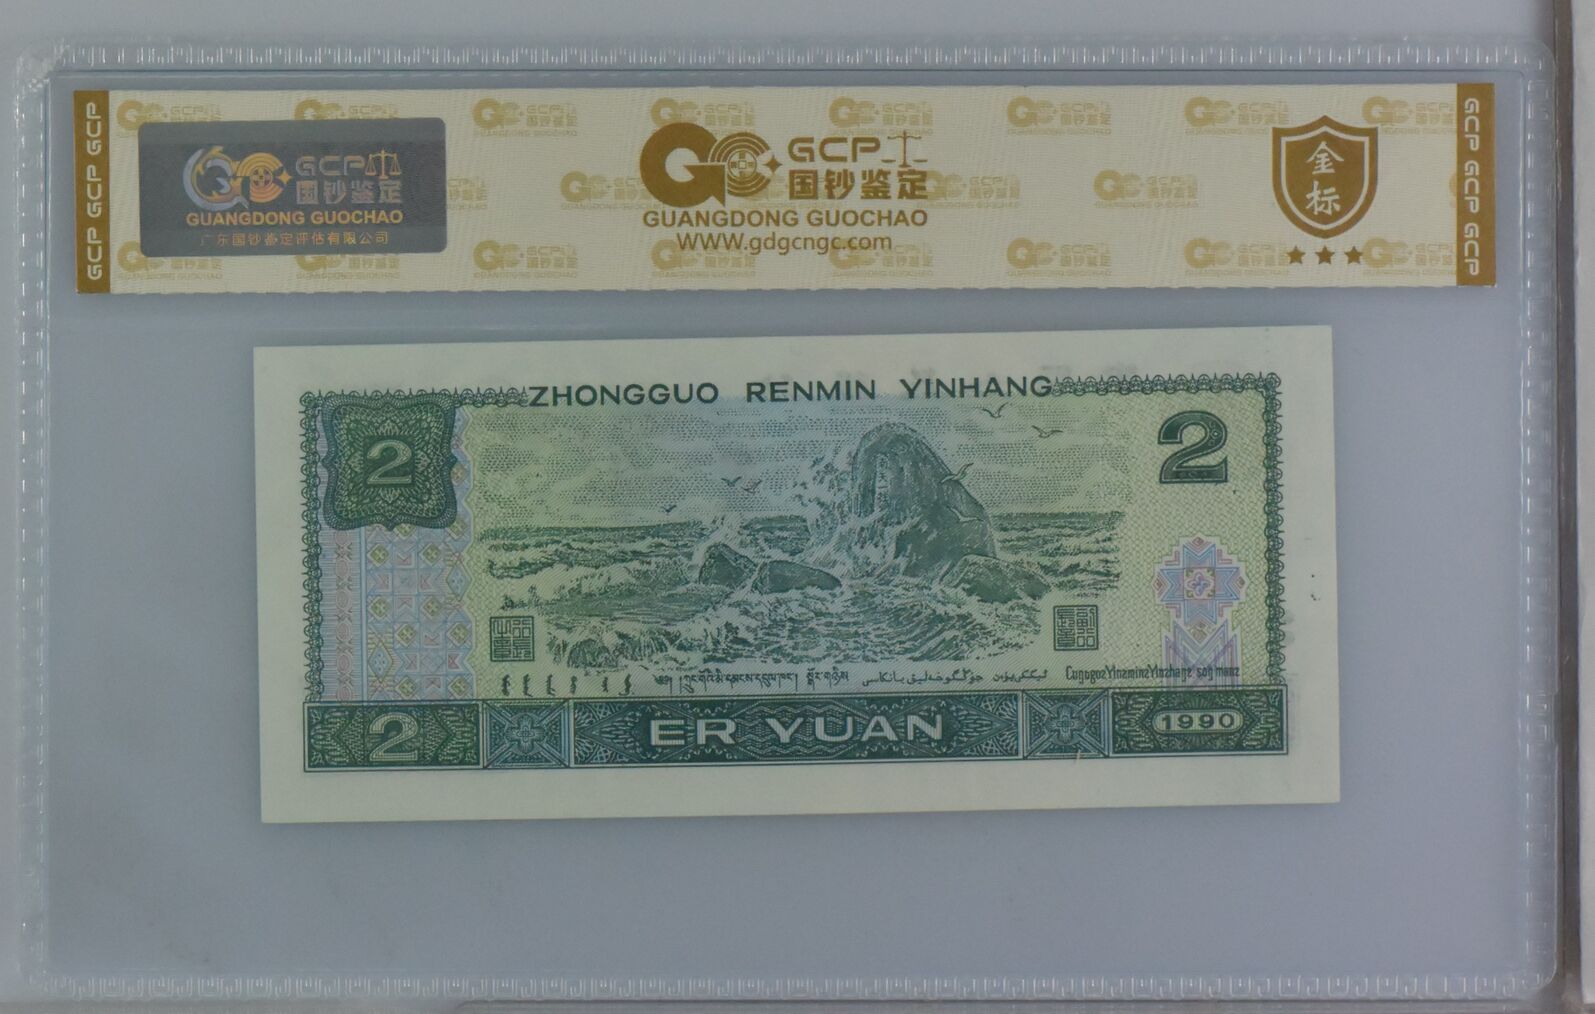 GCP GCP GCP
GCP
国钞鉴定
GUANGDONG GUOCHAO
广东国钞鉴定评估有限公司
GCP
国钞鉴定
GUANGDONG GUOCHAO
WWW.gdgcngc.com
金标
GCP GCP GCP
ZHONGGUO RENMIN YINHANG
2
2
2
ER YUAN
1990